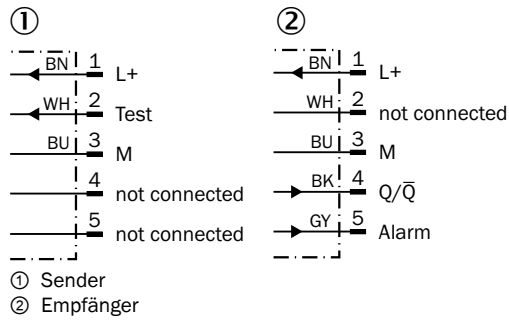 ① ②
BN 1 L+
WH 2 Test
BU 3 M
4 not connected
5 not connected
BN 1 L+
WH 2 not connected
BU 3 M
BK 4 Q/Q̅
GY 5 Alarm
① Sender
② Empfänger